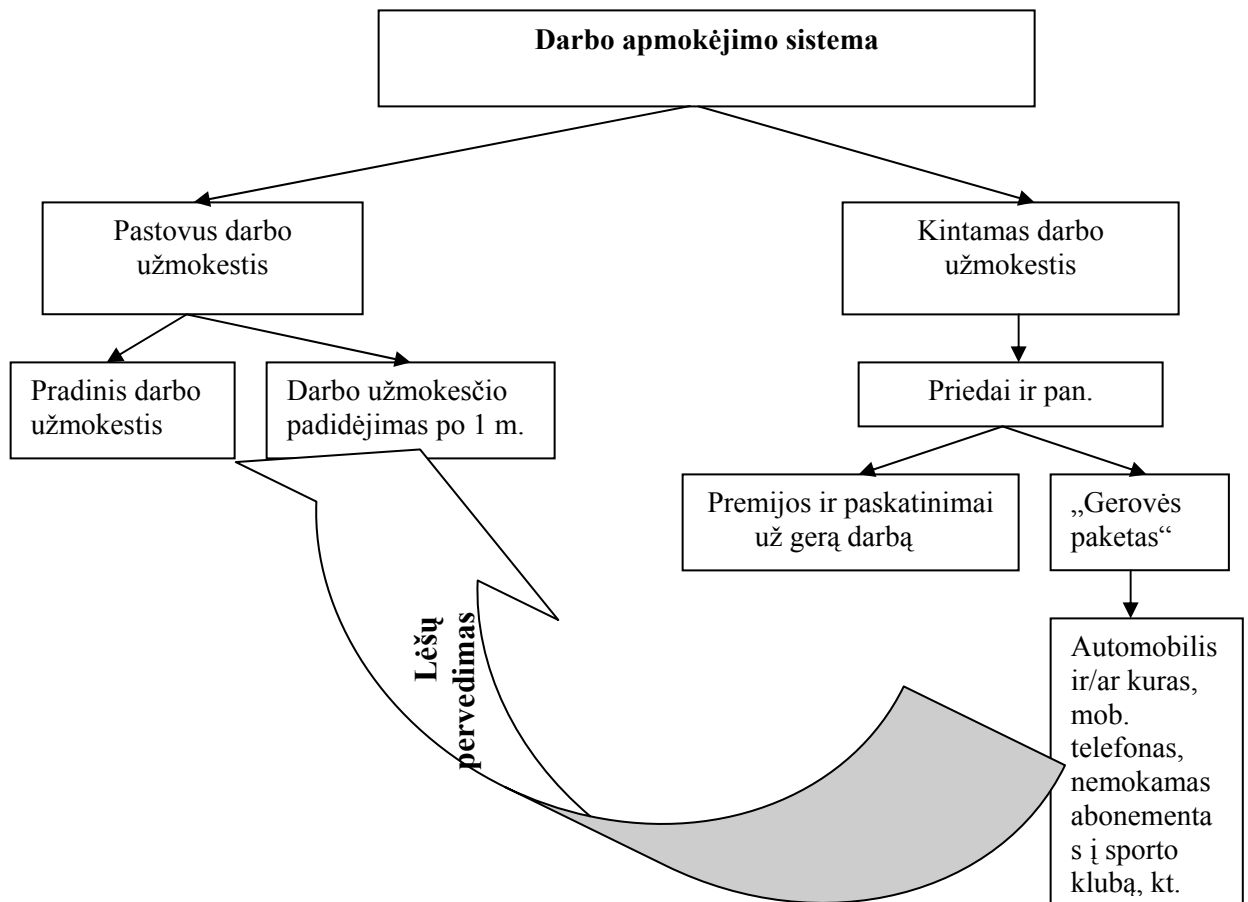 Darbo apmokėjimo sistema
Pastovus darbo
užmokestis
Kintamas darbo
užmokestis
Pradinis darbo
užmokestis
Darbo užmokesčio
padidėjimas po 1 m.
Priedai ir pan.
Premijos ir paskatinimai
už gerą darbą
„Gerovės
paketas“
Lėšų
pervedimas
Automobilis
ir/ar kuras,
mob.
telefonas,
nemokamas
abonementa
s į sporto
klubą, kt.